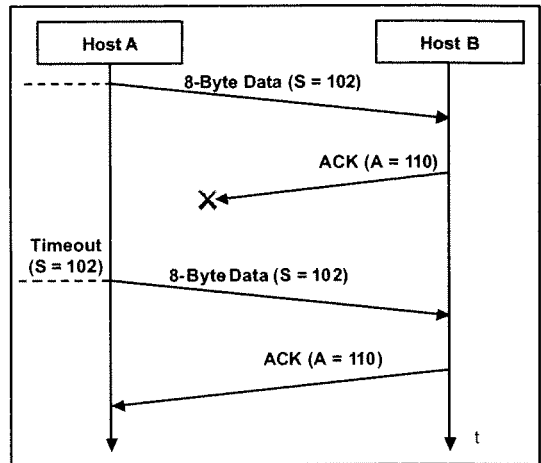 Host A
Host B
8-Byte Data (S = 102)
ACK (A = 110)
Timeout
(S = 102)
8-Byte Data (S = 102)
ACK (A = 110)
t